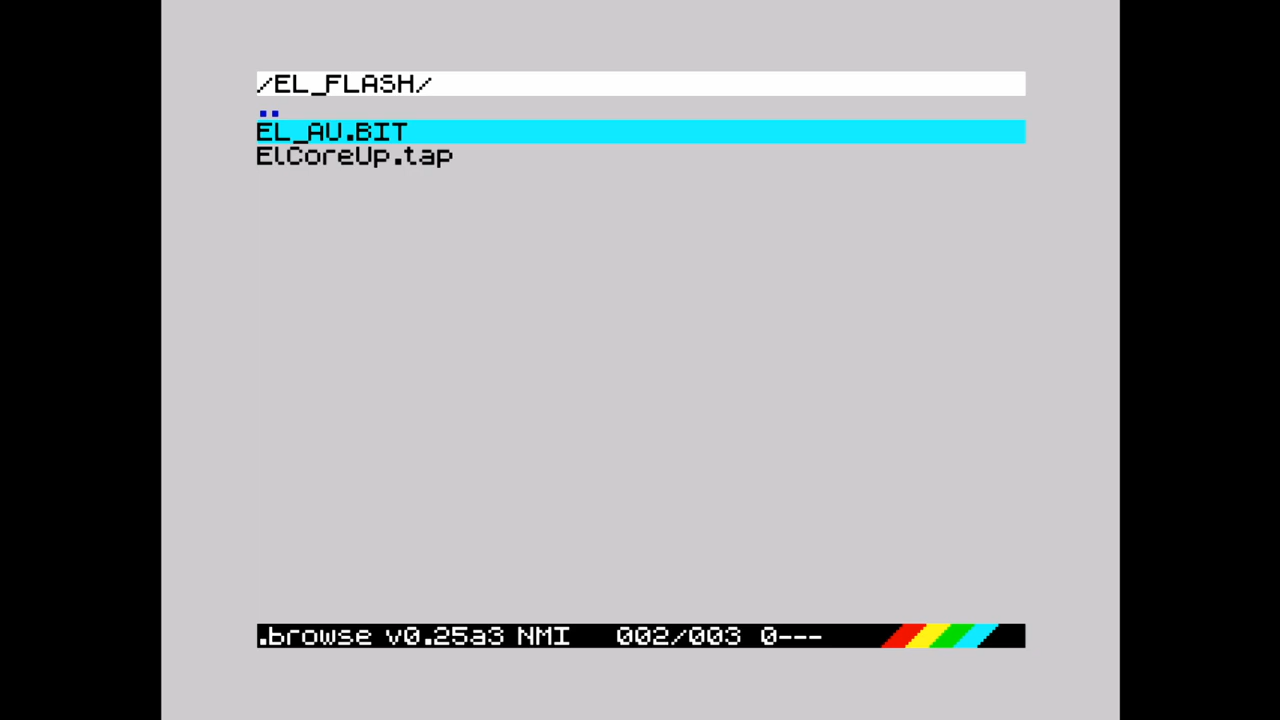 /EL_FLASH/
..
EL_AU.BIT
ElCoreUp.tap
.browse v0.25a3 NMI 002/003 0---